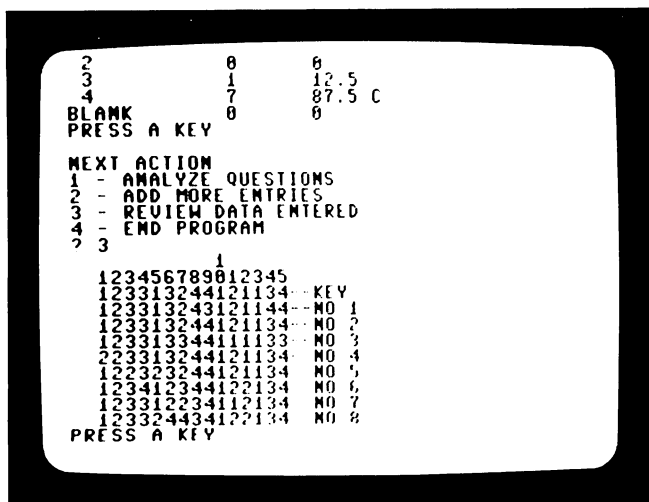 2 0 0
3 1 12.5
4 7 87.5 C
BLANK 0 0
PRESS A KEY
NEXT ACTION
1 - ANALYZE QUESTIONS
2 - ADD MORE ENTRIES
3 - REVIEW DATA ENTERED
4 - END PROGRAM
? 3
1
123456789012345
123313244121134--KEY
123313243121144--NO 1
123313244121134--NO 2
123313344111133--NO 3
223313244121134- NO 4
122323244121134 NO 5
123412344122134 NO 6
123312234112134 NO 7
123324434122134 NO 8
PRESS A KEY